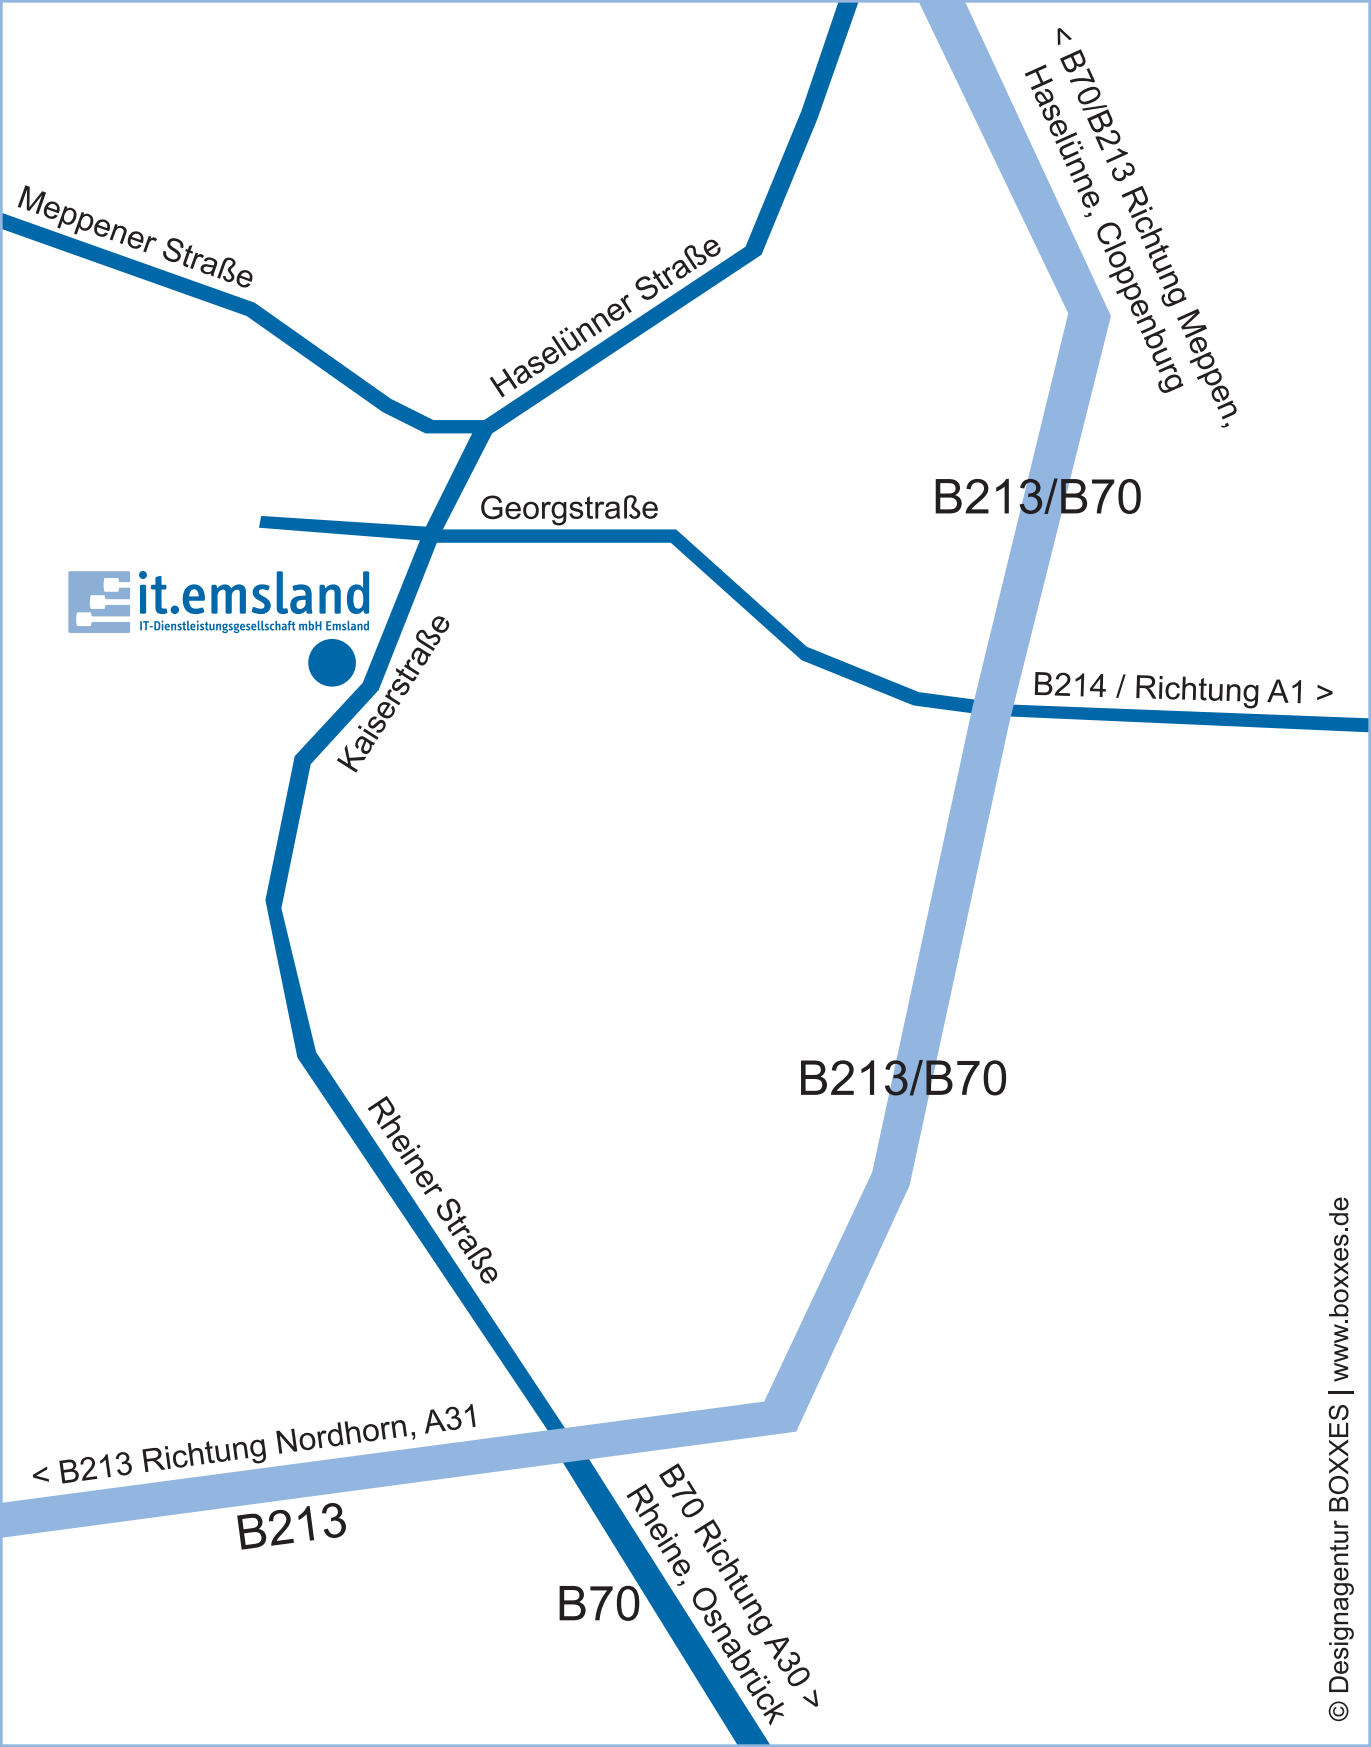 < B70/B213 Richtung Meppen,
Haselünne, Cloppenburg
Meppener Straße
Haselünner Straße
B213/B70
Georgstraße
it.emsland
IT-Dienstleistungsgesellschaft mbH Emsland
Kaiserstraße
B214 / Richtung A1 >
B213/B70
Rheiner Straße
< B213 Richtung Nordhorn, A31
B213
B70
B70 Richtung A30 >
Rheine, Osnabrück
© Designagentur BOXXES | www.boxxes.de